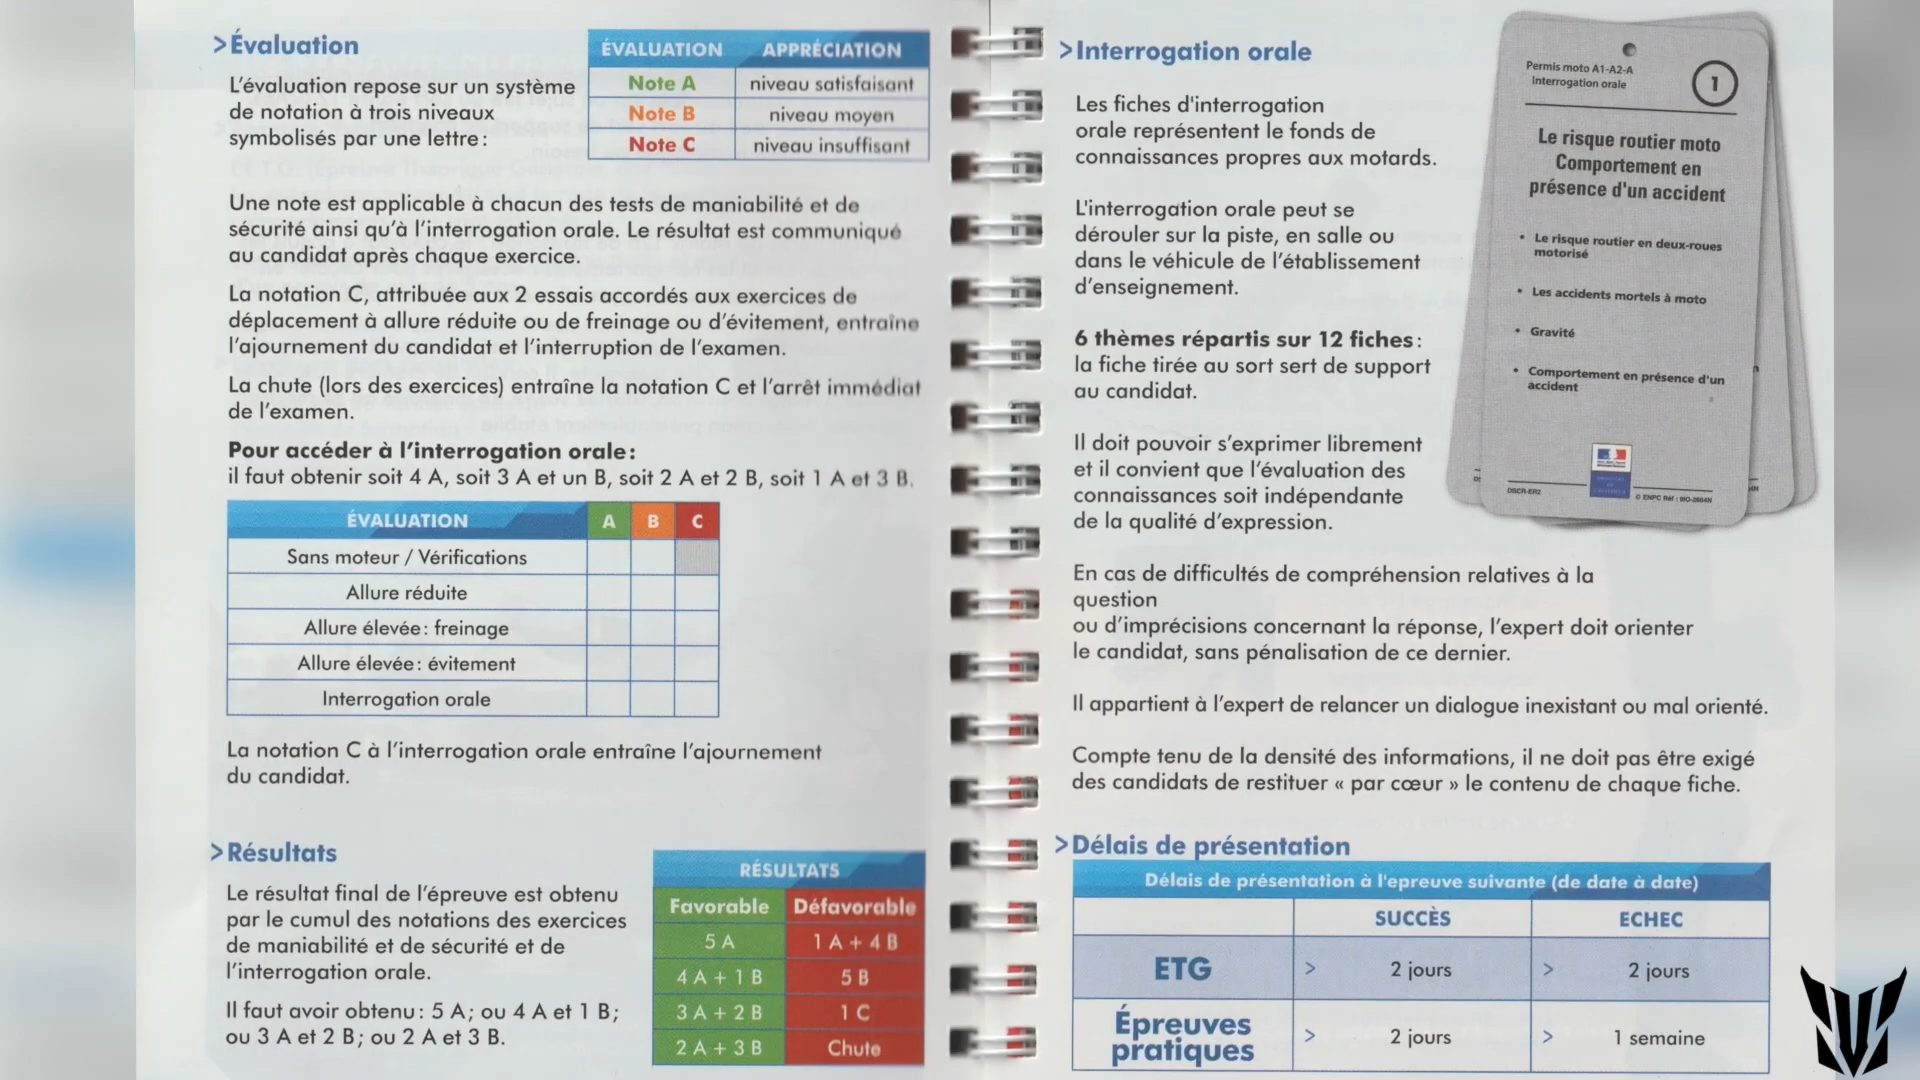 >Évaluation
L'évaluation repose sur un système
de notation à trois niveaux
symbolisés par une lettre :
ÉVALUATION APPRÉCIATION
Note A niveau satisfaisant
Note B niveau moyen
Note C niveau insuffisant
Une note est applicable à chacun des tests de maniabilité et de
sécurité ainsi qu'à l'interrogation orale. Le résultat est communiqué
au candidat après chaque exercice.
La notation C, attribuée aux 2 essais accordés aux exercices de
déplacement à allure réduite ou de freinage ou d'évitement, entraîne
l'ajournement du candidat et l'interruption de l'examen.
La chute (lors des exercices) entraîne la notation C et l'arrêt immédiat
de l'examen.
Pour accéder à l'interrogation orale :
il faut obtenir soit 4 A, soit 3 A et un B, soit 2 A et 2 B, soit 1 A et 3 B.
ÉVALUATION A B C
Sans moteur / Vérifications
Allure réduite
Allure élevée : freinage
Allure élevée : évitement
Interrogation orale
La notation C à l'interrogation orale entraîne l'ajournement
du candidat.
>Résultats
Le résultat final de l'épreuve est obtenu
par le cumul des notations des exercices
de maniabilité et de sécurité et de
l'interrogation orale.
Il faut avoir obtenu : 5 A ; ou 4 A et 1 B ;
ou 3 A et 2 B ; ou 2 A et 3 B.
RÉSULTATS
Favorable Défavorable
5 A 1 A + 4 B
4 A + 1 B 5 B
3 A + 2 B 1 C
2 A + 3 B Chute
>Interrogation orale
Les fiches d'interrogation
orale représentent le fonds de
connaissances propres aux motards.
L'interrogation orale peut se
dérouler sur la piste, en salle ou
dans le véhicule de l'établissement
d'enseignement.
6 thèmes répartis sur 12 fiches :
la fiche tirée au sort sert de support
au candidat.
Il doit pouvoir s'exprimer librement
et il convient que l'évaluation des
connaissances soit indépendante
de la qualité d'expression.
En cas de difficultés de compréhension relatives à la
question
ou d'imprécisions concernant la réponse, l'expert doit orienter
le candidat, sans pénalisation de ce dernier.
Il appartient à l'expert de relancer un dialogue inexistant ou mal orienté.
Compte tenu de la densité des informations, il ne doit pas être exigé
des candidats de restituer « par cœur » le contenu de chaque fiche.
Permis moto A1-A2-A
Interrogation orale
1
Le risque routier moto
Comportement en
présence d'un accident
• Le risque routier en deux-roues
motorisé
• Les accidents mortels à moto
• Gravité
• Comportement en présence d'un
accident
DSCR-ER2
© ENPC Réf :
>Délais de présentation
Délais de présentation à l'epreuve suivante (de date à date)
SUCCÈS ECHEC
ETG > 2 jours > 2 jours
Épreuves
pratiques > 2 jours > 1 semaine